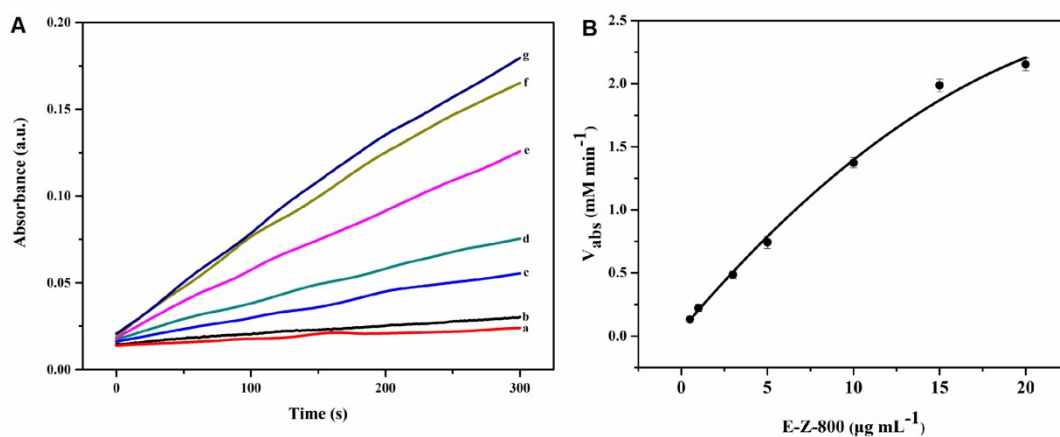 A
Absorbance (a.u.)
0.20
0.15
0.10
0.05
0.00
g
f
e
d
c
b
a
0
100
200
300
Time (s)
B
V_abs (mM min⁻¹)
2.5
2.0
1.5
1.0
0.5
0.0
0
5
10
15
20
E-Z-800 (µg mL⁻¹)